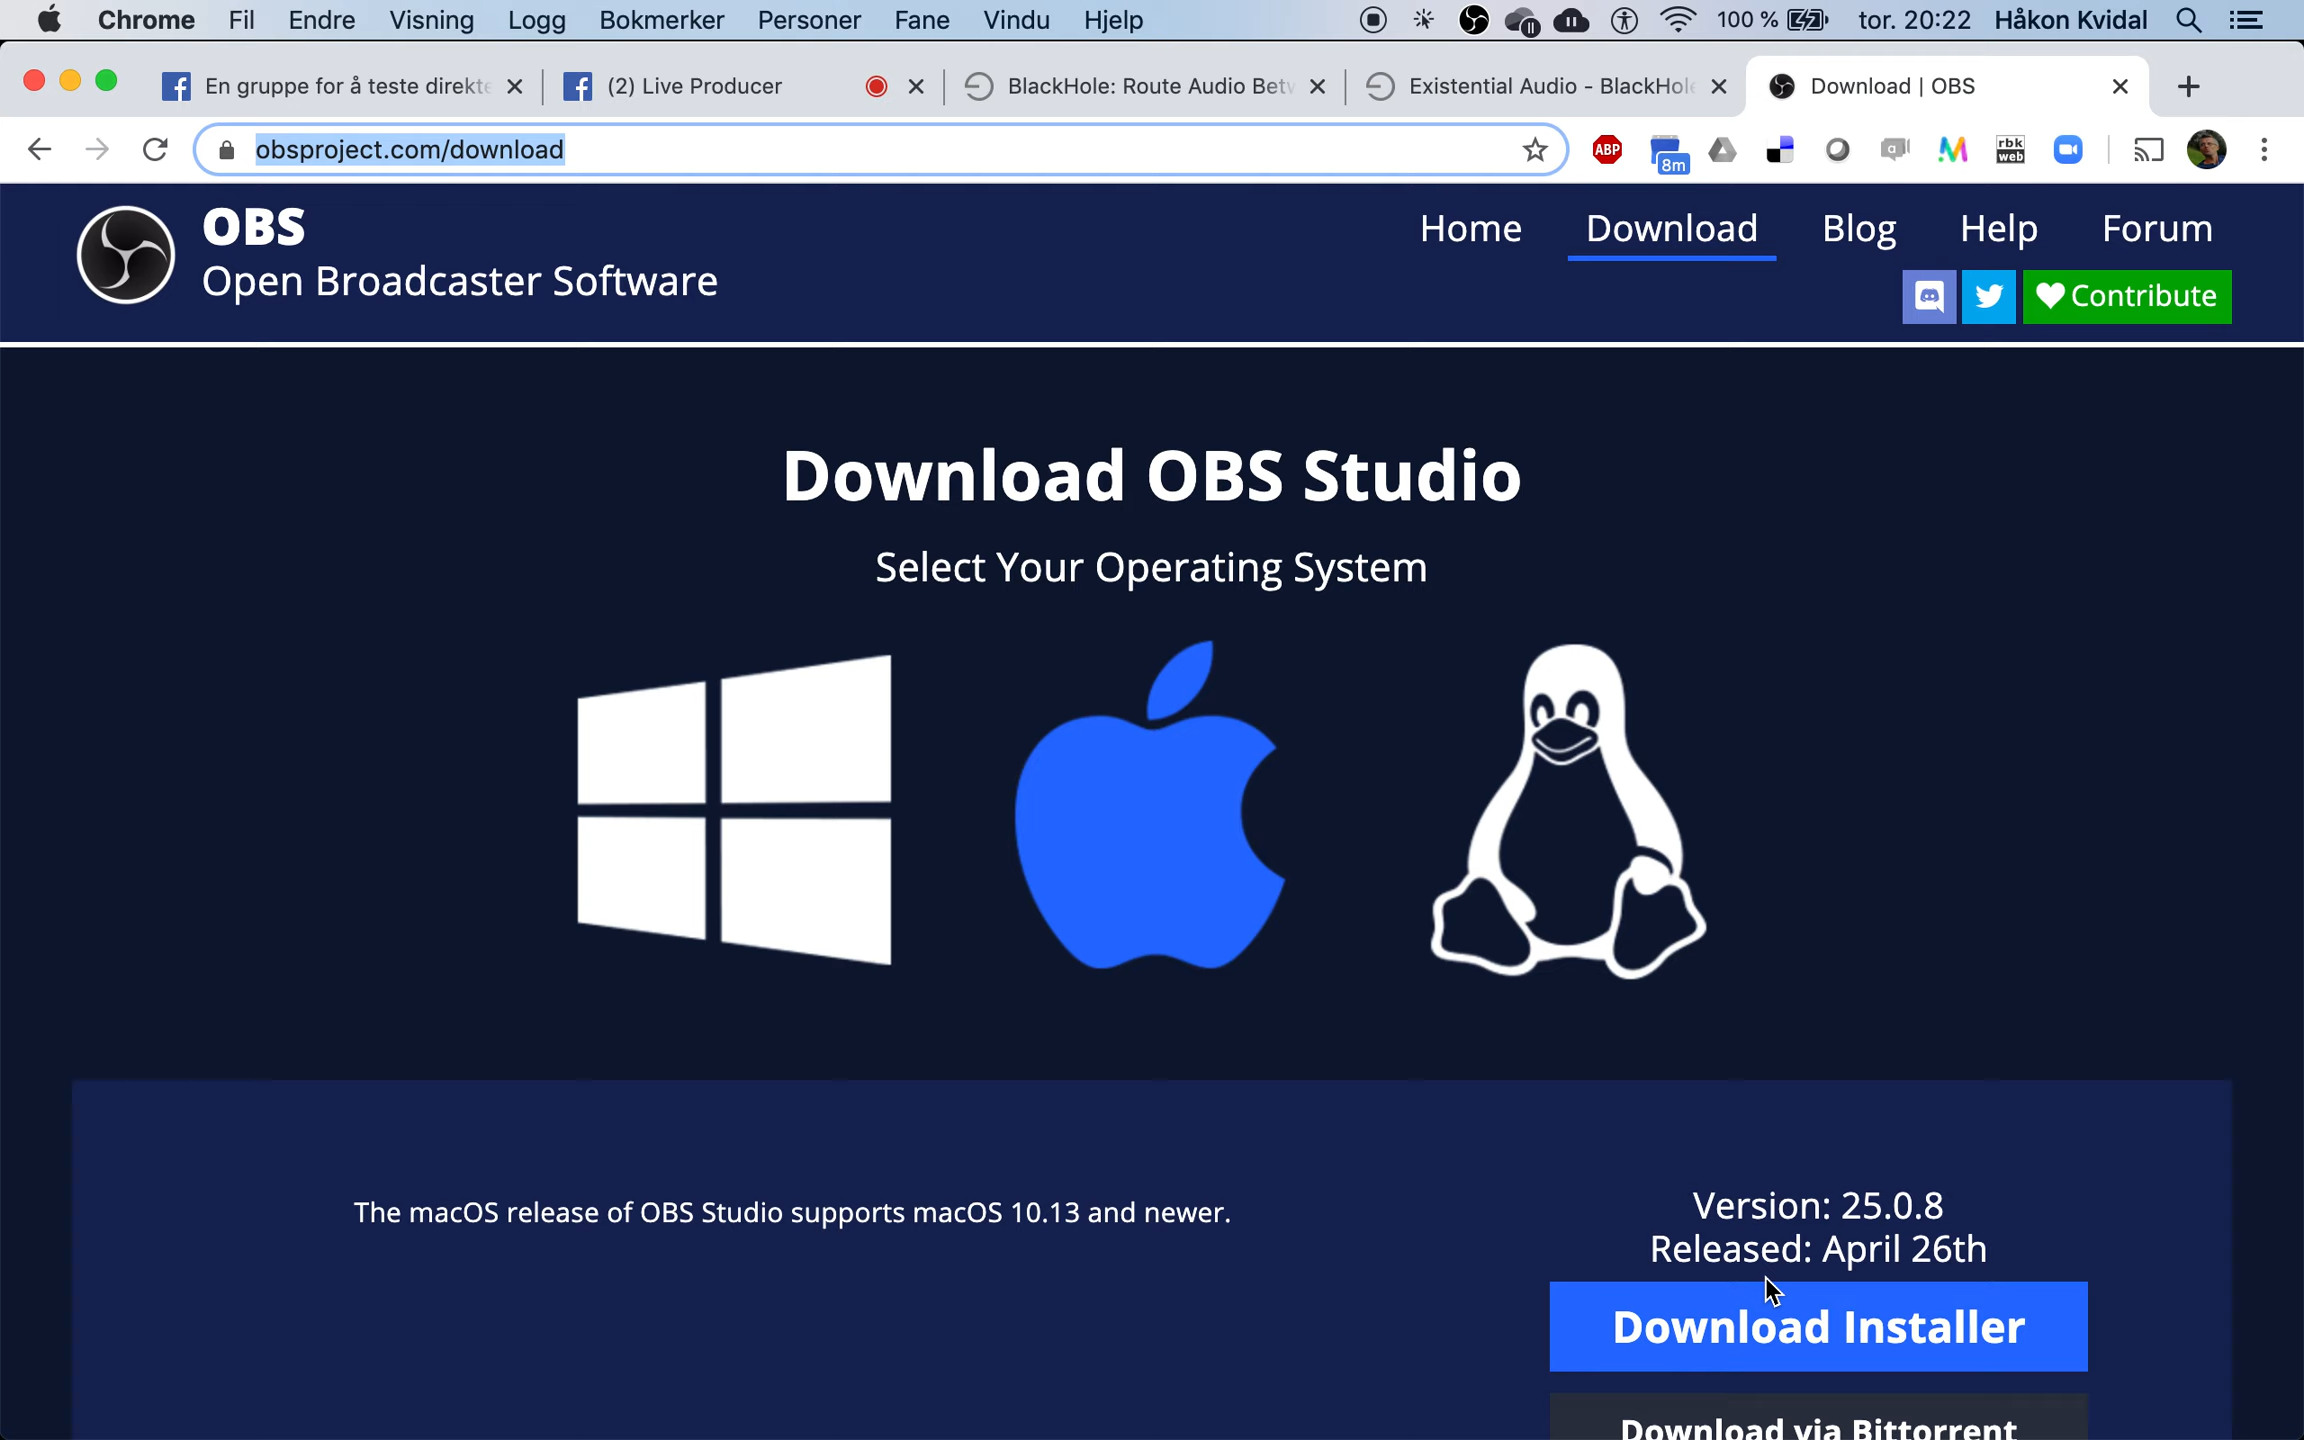 Chrome Fil Endre Visning Logg Bokmerker Personer Fane Vindu Hjelp 100 % tor. 20:22 Håkon Kvidal
En gruppe for å teste direkte (2) Live Producer BlackHole: Route Audio Betw Existential Audio - BlackHole Download | OBS
obsproject.com/download ABP 8m rbk web
OBS
Open Broadcaster Software
Home Download Blog Help Forum
Contribute
Download OBS Studio
Select Your Operating System
The macOS release of OBS Studio supports macOS 10.13 and newer.
Version: 25.0.8
Released: April 26th
Download Installer
Download via Bittorrent